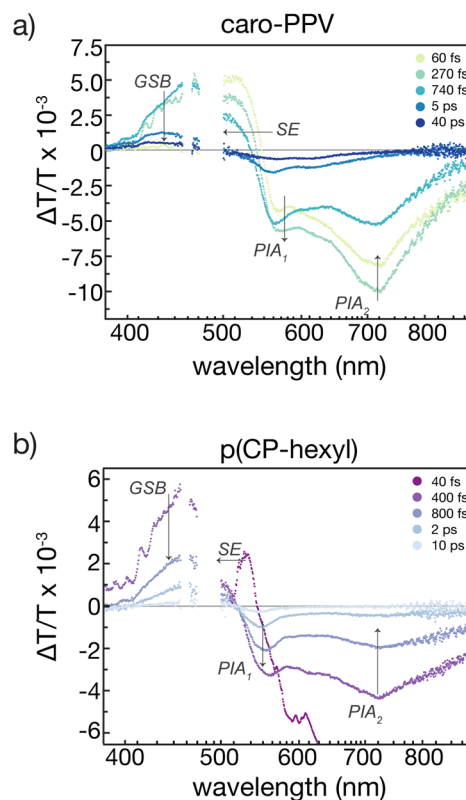 a)
caro-PPV
ΔT/T x 10⁻³
5.0
2.5
0
-2.5
-5.0
-7.5
-10
GSB
SE
PIA₁
PIA₂
60 fs
270 fs
740 fs
5 ps
40 ps
400
500
600
700
800
wavelength (nm)
b)
p(CP-hexyl)
ΔT/T x 10⁻³
6
4
2
0
-2
-4
-6
GSB
SE
PIA₁
PIA₂
40 fs
400 fs
800 fs
2 ps
10 ps
400
500
600
700
800
wavelength (nm)